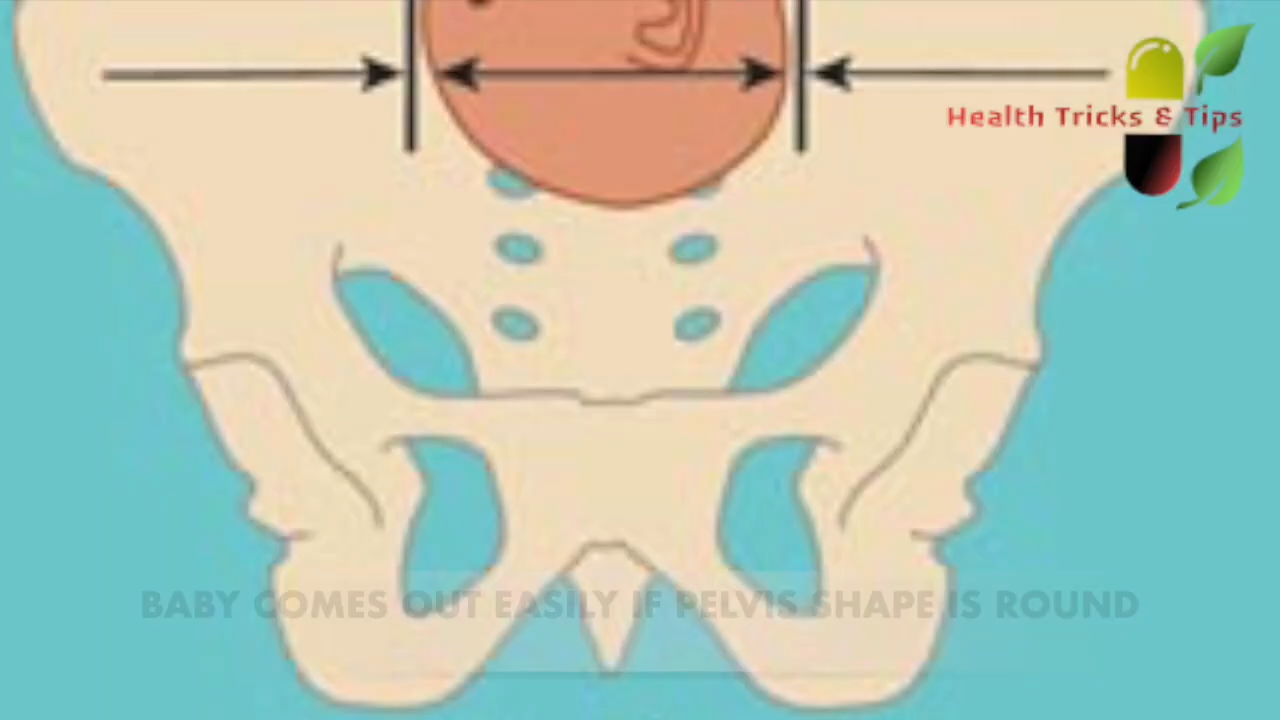 Health Tricks & Tips
BABY COMES OUT EASILY IF PELVIS SHAPE IS ROUND